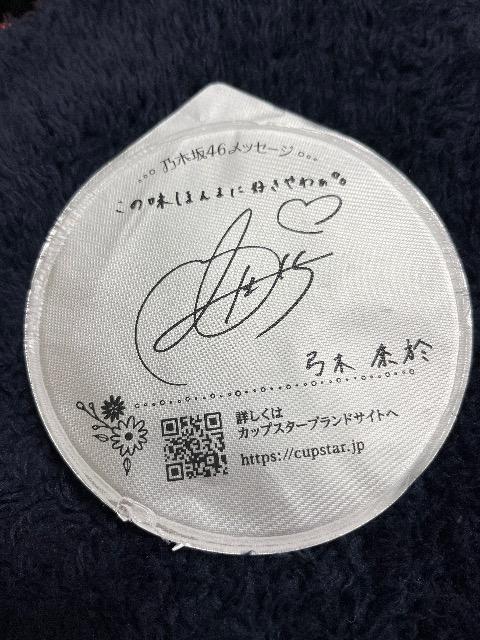 乃木坂46メッセージ
この味ほんまに好きやわぁ
弓木 奈於
詳しくは
カップスターブランドサイトへ
https://cupstar.jp